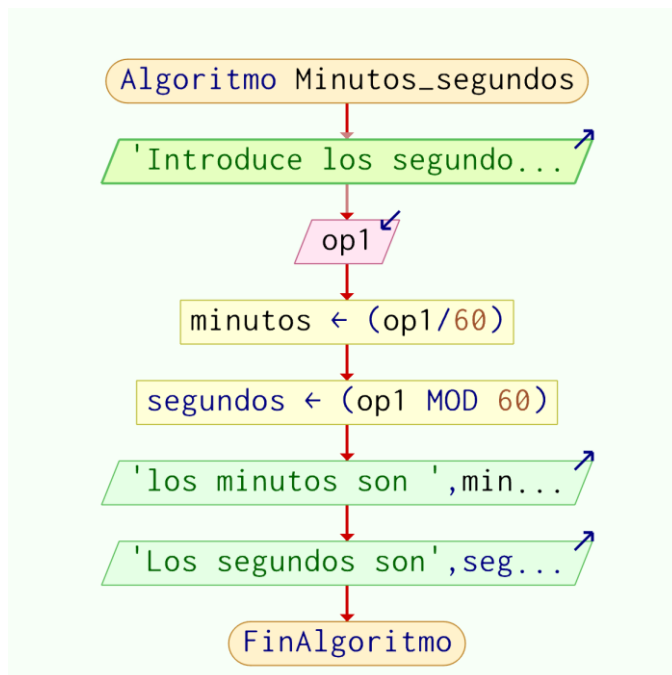 Algoritmo Minutos_segundos
'Introduce los segundo...
op1
minutos ← (op1/60)
segundos ← (op1 MOD 60)
'los minutos son ',min...
'Los segundos son',seg...
FinAlgoritmo